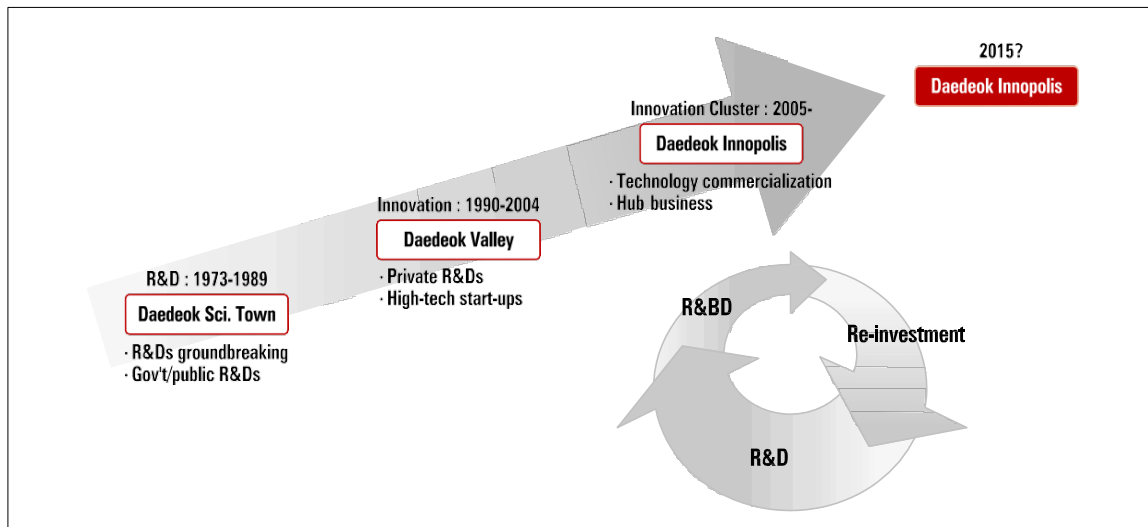 2015?
Daedeok Innopolis
Innovation Cluster : 2005-
Daedeok Innopolis
· Technology commercialization
· Hub business
Innovation : 1990-2004
Daedeok Valley
· Private R&Ds
· High-tech start-ups
R&D : 1973-1989
Daedeok Sci. Town
· R&Ds groundbreaking
· Gov't/public R&Ds
R&BD
Re-investment
R&D